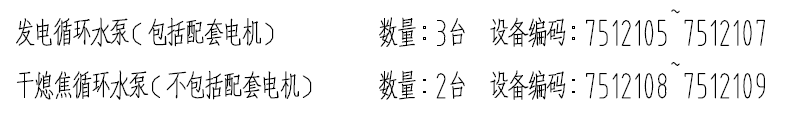 发电循环水泵(包括配套电机) 数量:3台 设备编码:7512105~7512107
干熄焦循环水泵(不包括配套电机) 数量:2台 设备编码:7512108~7512109